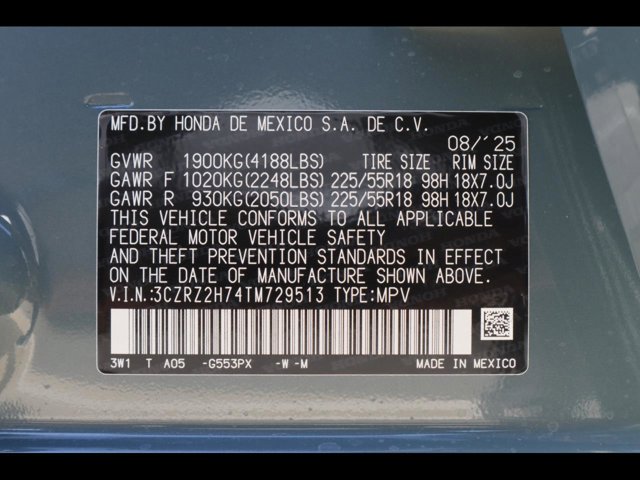 MFD.BY HONDA DE MEXICO S.A. DE C.V.
08/'25
GVWR 1900KG(4188LBS) TIRE SIZE RIM SIZE
GAWR F 1020KG(2248LBS) 225/55R18 98H 18X7.0J
GAWR R 930KG(2050LBS) 225/55R18 98H 18X7.0J
THIS VEHICLE CONFORMS TO ALL APPLICABLE
FEDERAL MOTOR VEHICLE SAFETY
AND THEFT PREVENTION STANDARDS IN EFFECT
ON THE DATE OF MANUFACTURE SHOWN ABOVE.
V.I.N.:3CZRZ2H74TM729513 TYPE:MPV
3W1 T A05 -G553PX -W -M MADE IN MEXICO